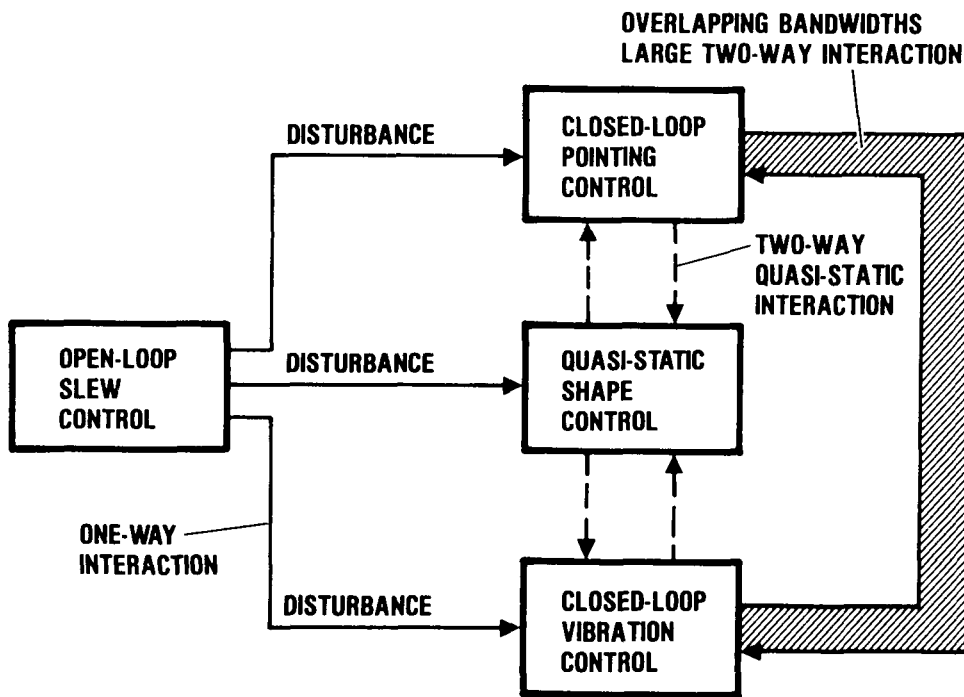 OVERLAPPING BANDWIDTHS
LARGE TWO-WAY INTERACTION
DISTURBANCE
CLOSED-LOOP
POINTING
CONTROL
TWO-WAY
QUASI-STATIC
INTERACTION
OPEN-LOOP
SLEW
CONTROL
DISTURBANCE
QUASI-STATIC
SHAPE
CONTROL
ONE-WAY
INTERACTION
DISTURBANCE
CLOSED-LOOP
VIBRATION
CONTROL